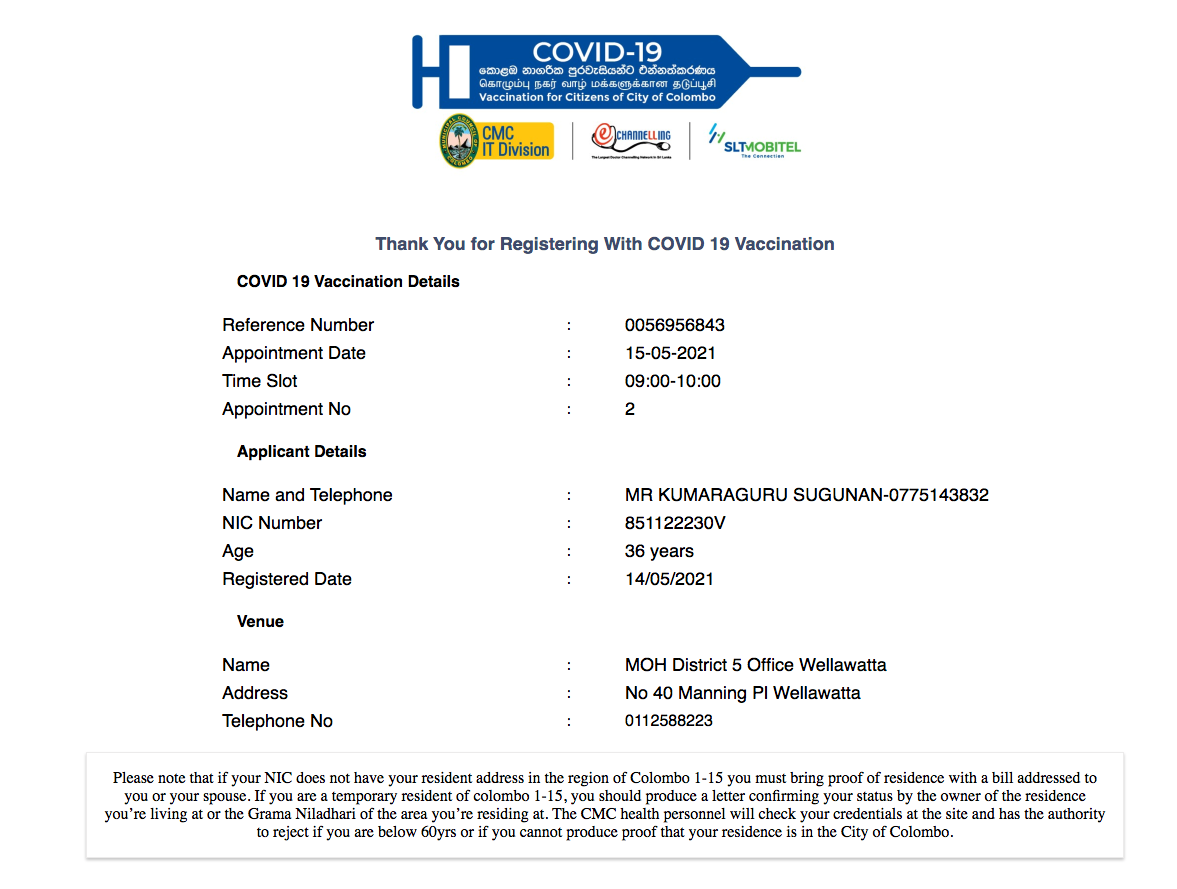 COVID-19
කොළඹ නාගරික පුරවැසියන්ට එන්නත්කරණය
கொழும்பு நகர் வாழ் மக்களுக்கான தடுப்பூசி
Vaccination for Citizens of City of Colombo
MUNICIPAL COUNCIL COLOMBO
CMC
IT Division
eCHANNELLING
The Largest Doctor Channelling Network in Sri Lanka
SLTMOBITEL
The Connection
Thank You for Registering With COVID 19 Vaccination
COVID 19 Vaccination Details
Reference Number : 0056956843
Appointment Date : 15-05-2021
Time Slot : 09:00-10:00
Appointment No : 2
Applicant Details
Name and Telephone : MR KUMARAGURU SUGUNAN-0775143832
NIC Number : 851122230V
Age : 36 years
Registered Date : 14/05/2021
Venue
Name : MOH District 5 Office Wellawatta
Address : No 40 Manning Pl Wellawatta
Telephone No : 0112588223
Please note that if your NIC does not have your resident address in the region of Colombo 1-15 you must bring proof of residence with a bill addressed to
you or your spouse. If you are a temporary resident of colombo 1-15, you should produce a letter confirming your status by the owner of the residence
you're living at or the Grama Niladhari of the area you're residing at. The CMC health personnel will check your credentials at the site and has the authority
to reject if you are below 60yrs or if you cannot produce proof that your residence is in the City of Colombo.